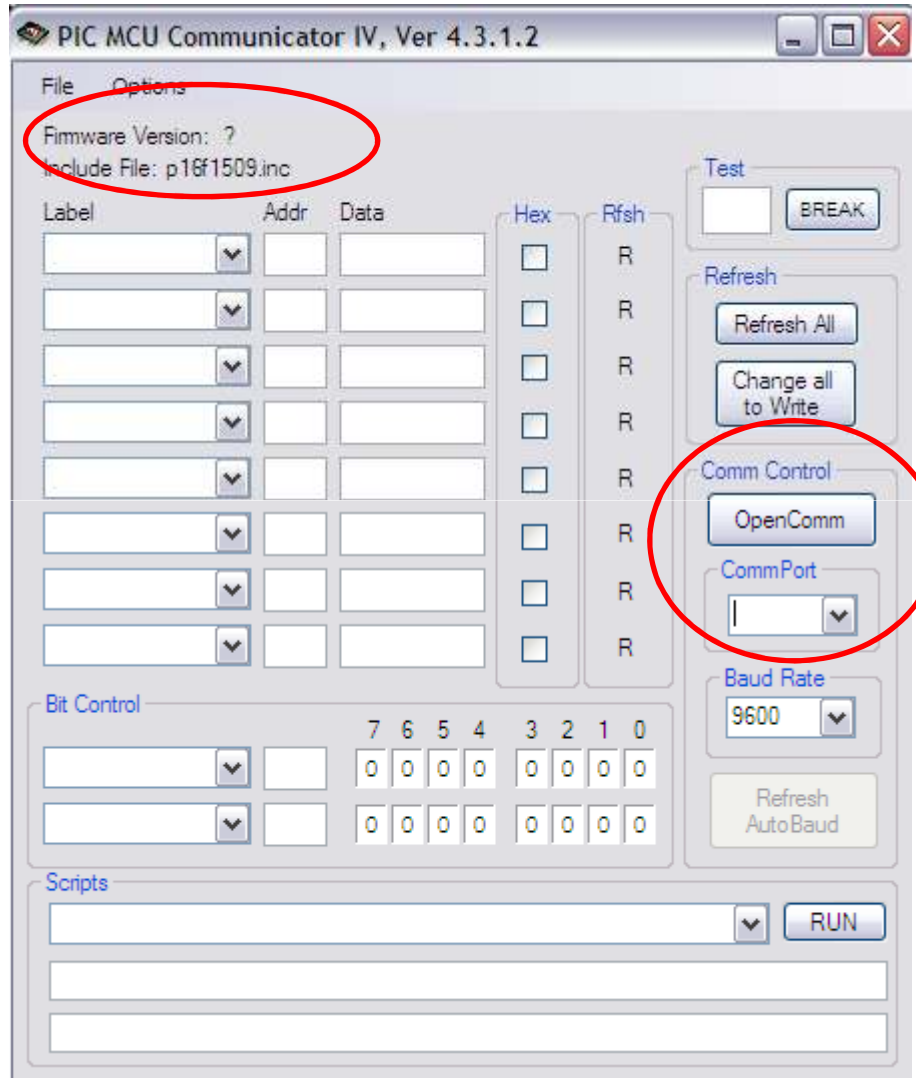 PIC MCU Communicator IV, Ver 4.3.1.2
File Options
Firmware Version: ?
Include File: p16f1509.inc
Label Addr Data Hex Rfsh
R
R
R
R
R
R
R
R
Test
BREAK
Refresh
Refresh All
Change all
to Write
Comm Control
OpenComm
CommPort
Baud Rate
9600
Refresh
AutoBaud
Bit Control
7 6 5 4 3 2 1 0
0 0 0 0 0 0 0 0
0 0 0 0 0 0 0 0
Scripts
RUN